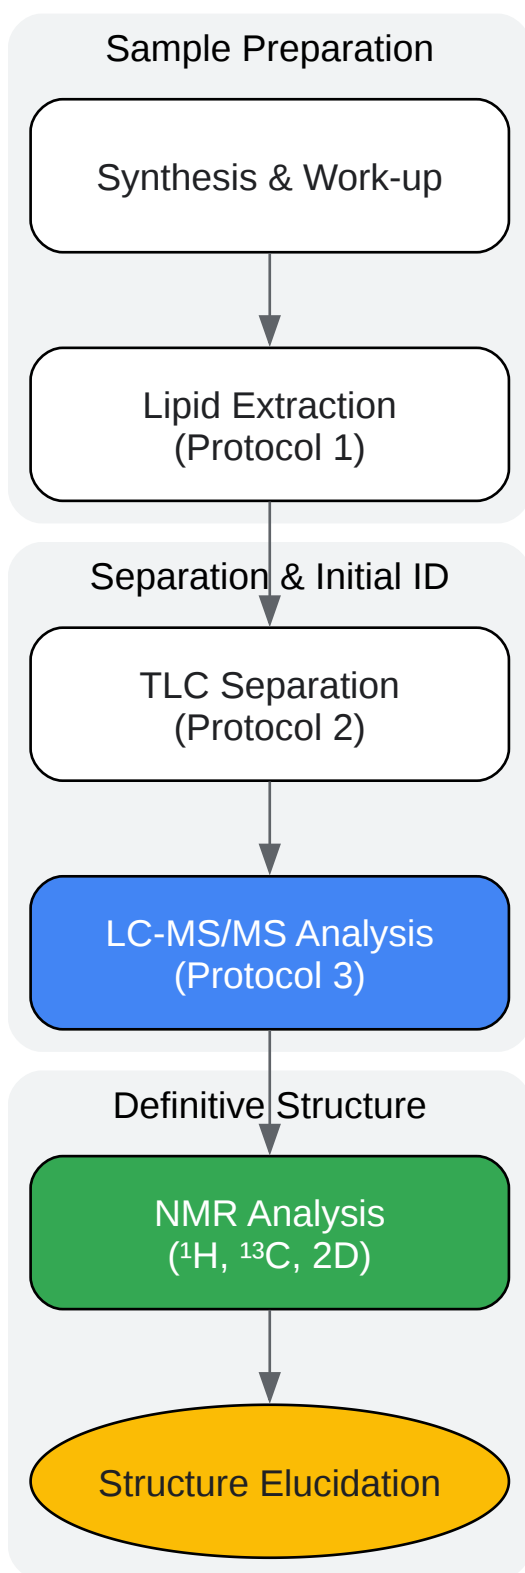 Sample Preparation
Synthesis & Work-up
Lipid Extraction
(Protocol 1)
Separation & Initial ID
TLC Separation
(Protocol 2)
LC-MS/MS Analysis
(Protocol 3)
Definitive Structure
NMR Analysis
(¹H, ¹³C, 2D)
Structure Elucidation